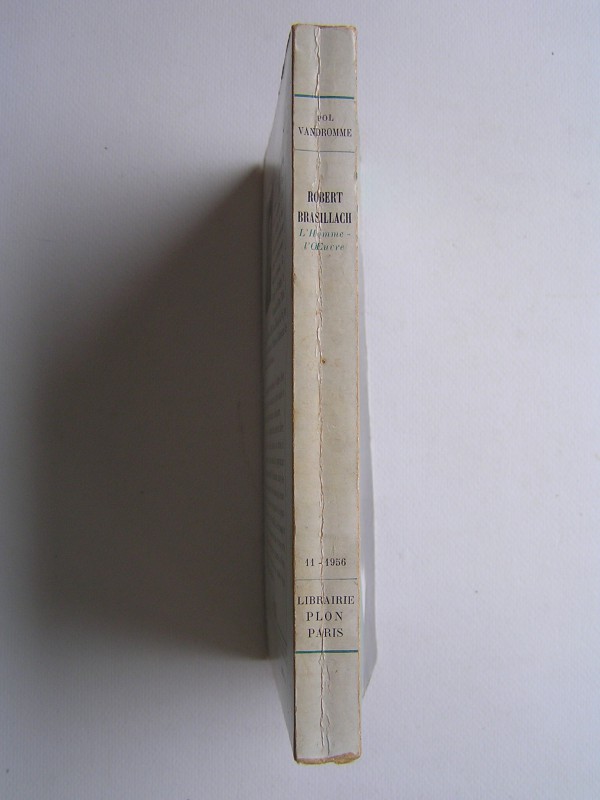 POL
VANDROMME
ROBERT
BRASILLACH
L'Homme -
l'Œuvre
11 - 1956
LIBRAIRIE
PLON
PARIS